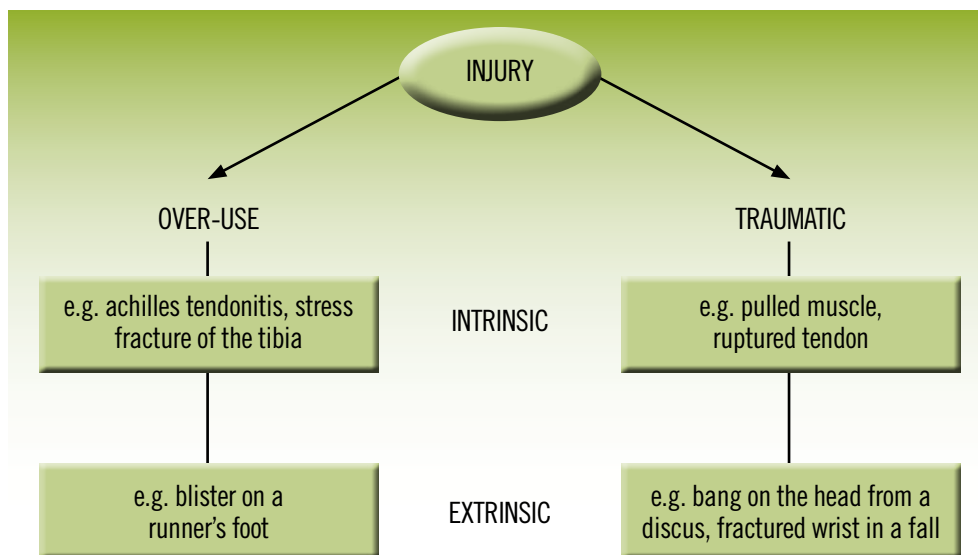 INJURY
OVER-USE
TRAUMATIC
e.g. achilles tendonitis, stress
fracture of the tibia
INTRINSIC
e.g. pulled muscle,
ruptured tendon
e.g. blister on a
runner’s foot
EXTRINSIC
e.g. bang on the head from a
discus, fractured wrist in a fall